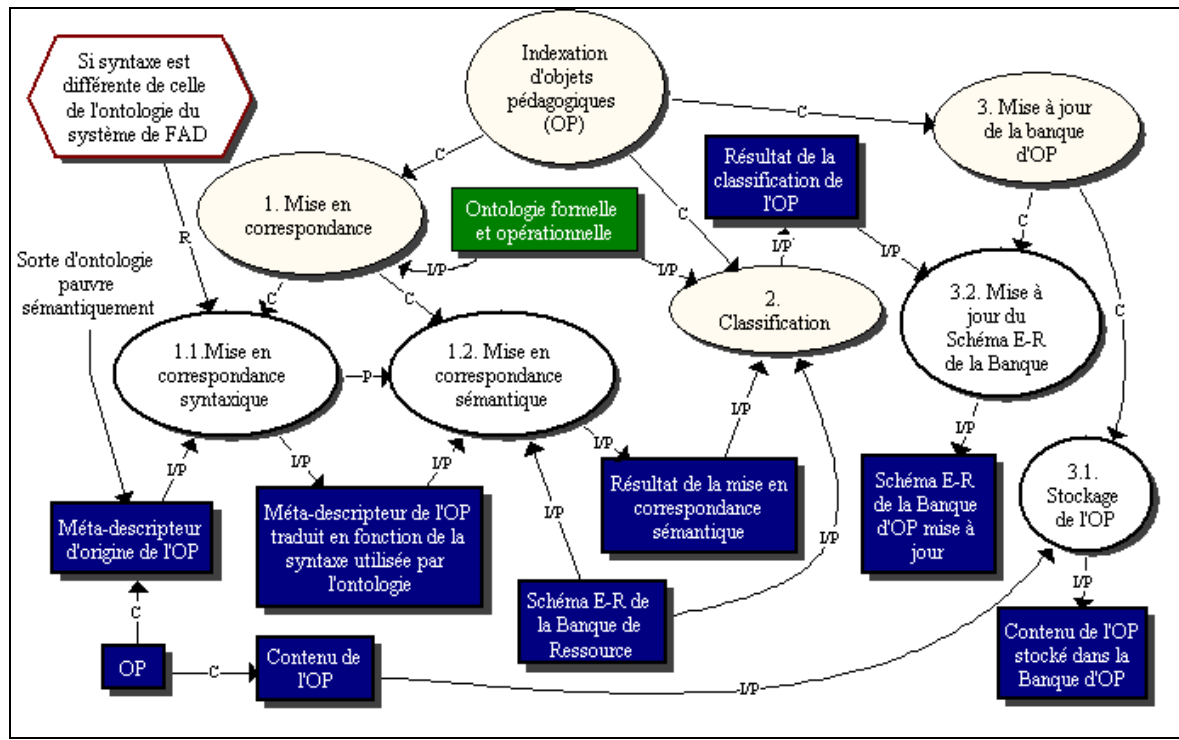 Si syntaxe est
différente de celle
de l'ontologie du
système de FAD
Indexation
d'objets
pédagogiques
(OP)
3. Mise à jour
de la banque
d'OP
C
C
C
Résultat de la
classification de
l'OP
1. Mise en
correspondance
Ontologie formelle
et opérationnelle
R
I/P
I/P
I/P
I/P
C
C
C
C
Sorte d'ontologie
pauvre
sémantiquement
2.
Classification
3.2. Mise à
jour du
Schéma E-R
de la Banque
1.1.Mise en
correspondance
syntaxique
P
1.2. Mise en
correspondance
sémantique
I/P
I/P
I/P
I/P
I/P
I/P
3.1.
Stockage
de l'OP
Méta-descripteur
d'origine de l'OP
Méta-descripteur de l'OP
traduit en fonction de la
syntaxe utilisée par
l'ontologie
Résultat de la mise en
correspondance
sémantique
Schéma E-R
de la Banque
d'OP mise à
jour
I/P
I/P
I/P
C
Schéma E-R de
la Banque de
Ressource
OP
C
Contenu de
l'OP
I/P
Contenu de l'OP
stocké dans la
Banque d'OP